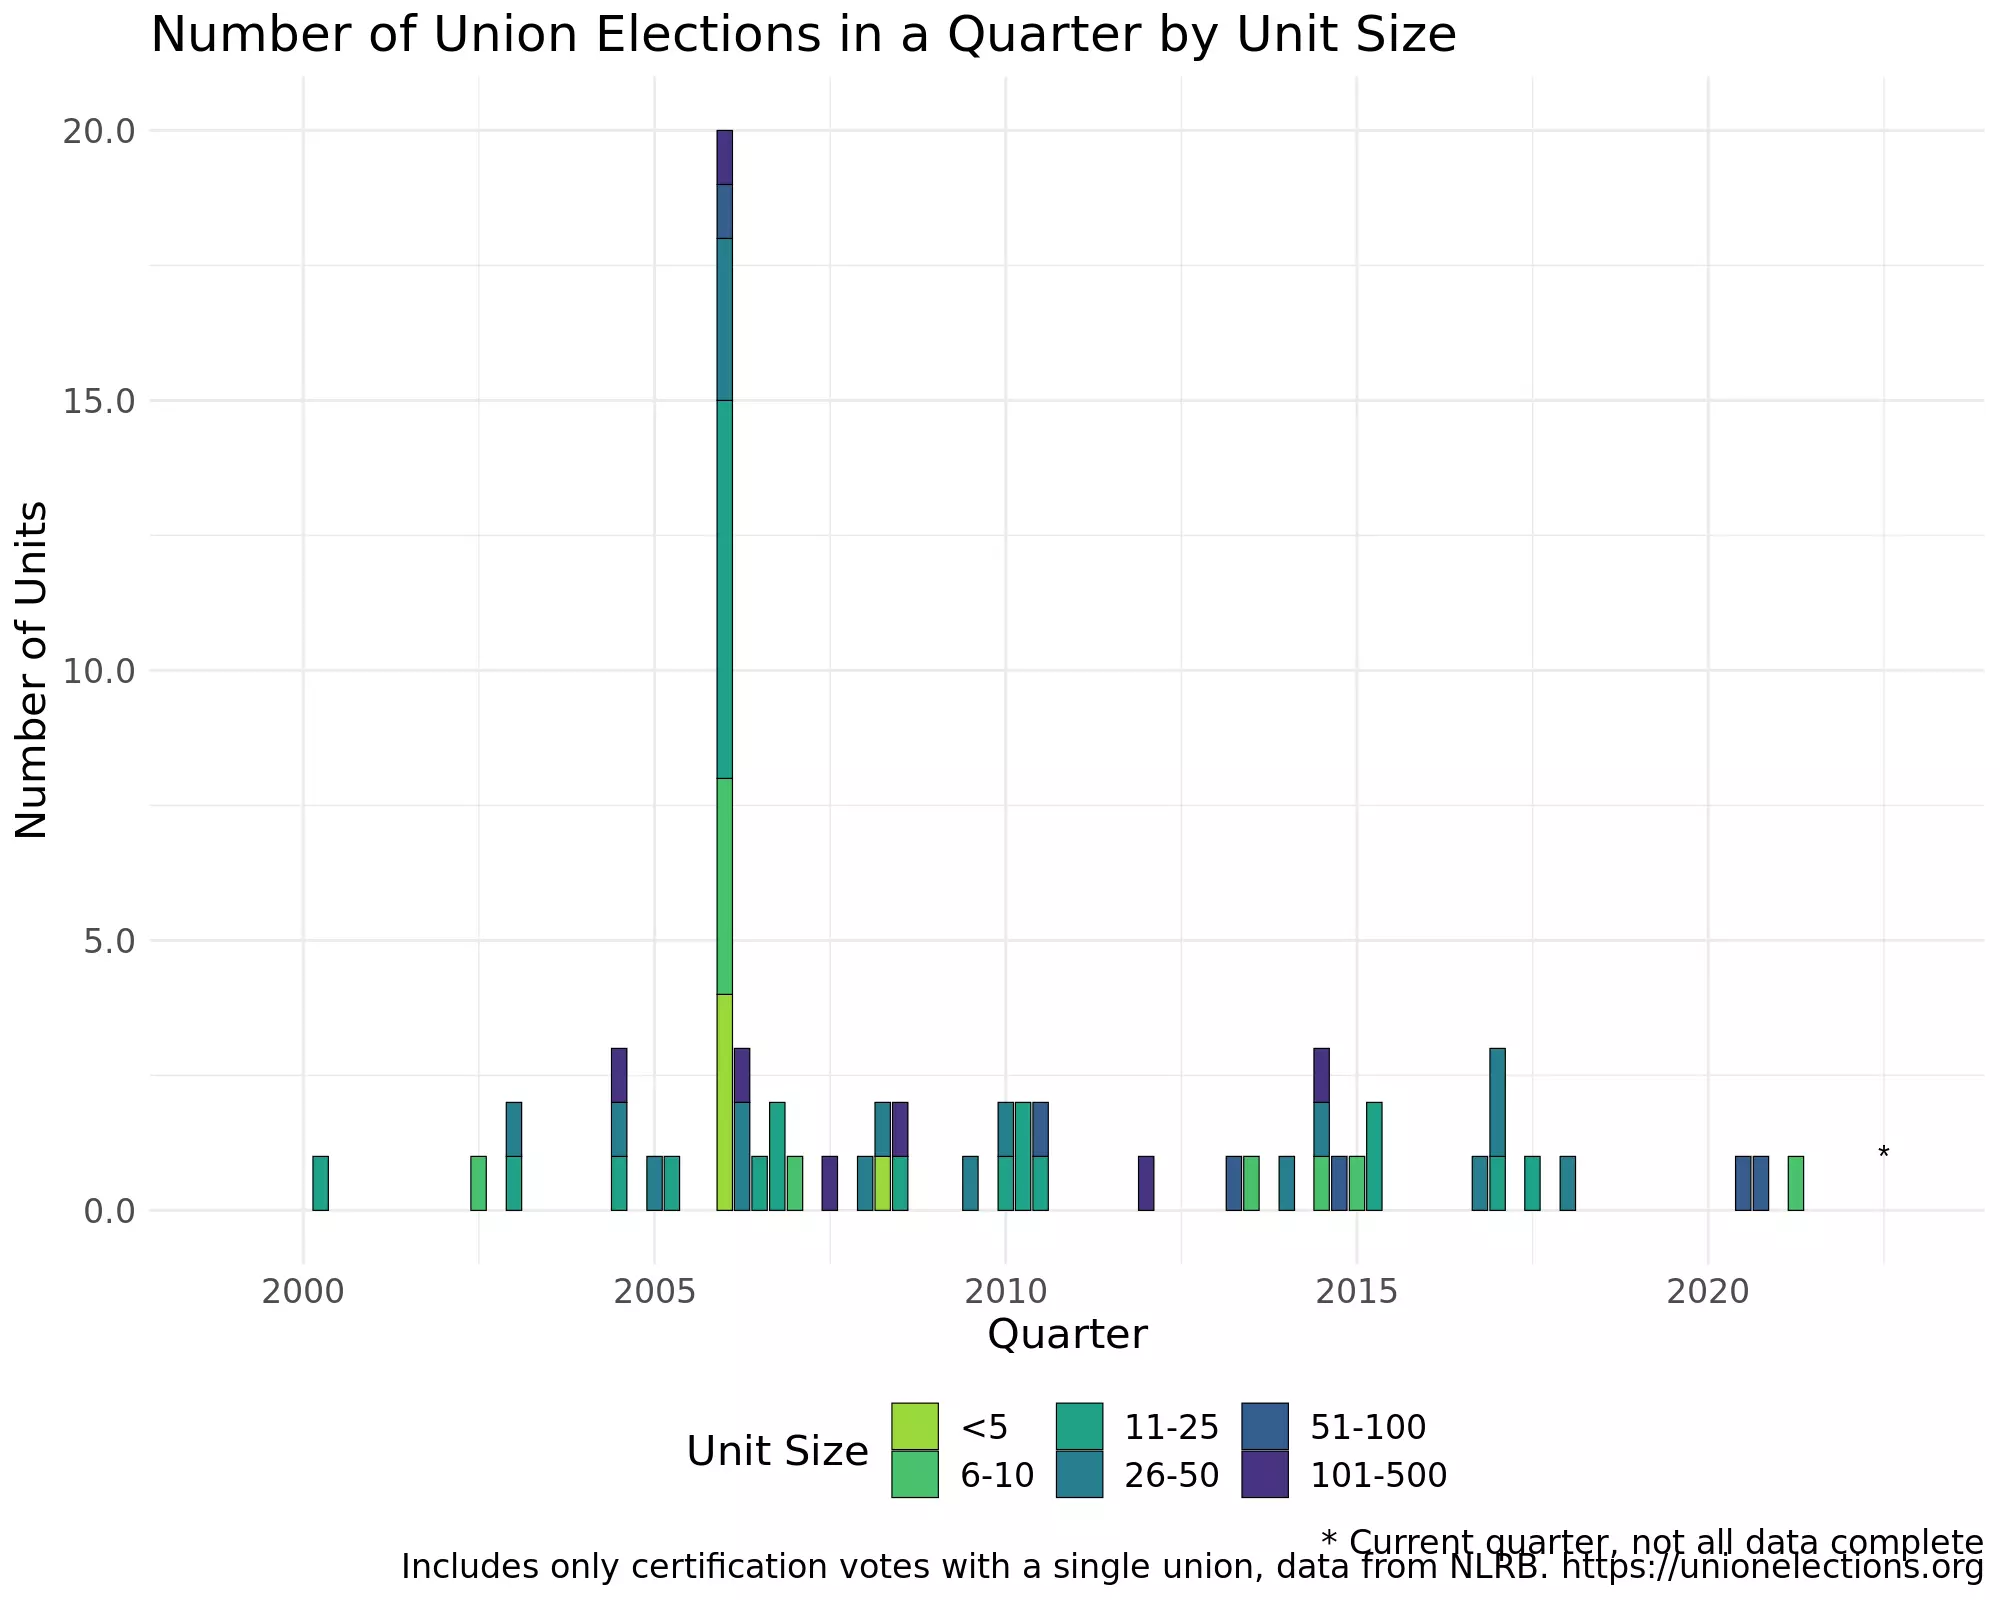 Number of Union Elections in a Quarter by Unit Size
20.0
15.0
10.0
5.0
0.0
Number of Units
2000 2005 2010 2015 2020
*
Quarter
Unit Size
<5 11-25 51-100
6-10 26-50 101-500
* Current quarter, not all data complete
Includes only certification votes with a single union, data from NLRB. https://unionelections.org